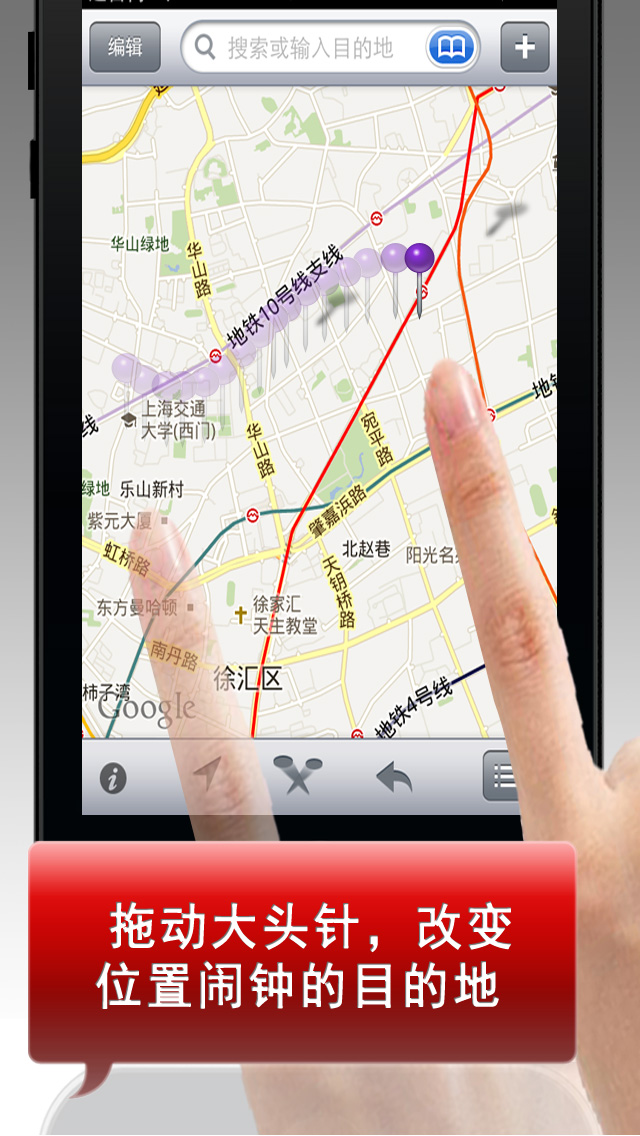 编辑
搜索或输入目的地
华山绿地
华山路
地铁10号线支线
线
上海交通
大学(西门)
地铁
华山路
宛平路
绿地
乐山新村
紫元大厦
肇嘉浜路
虹桥路
北赵巷
阳光名
天钥桥路
东方曼哈顿
徐家汇
天主教堂
南丹路
徐汇区
柿子湾
Google
地铁4号线
拖动大头针，改变
位置闹钟的目的地